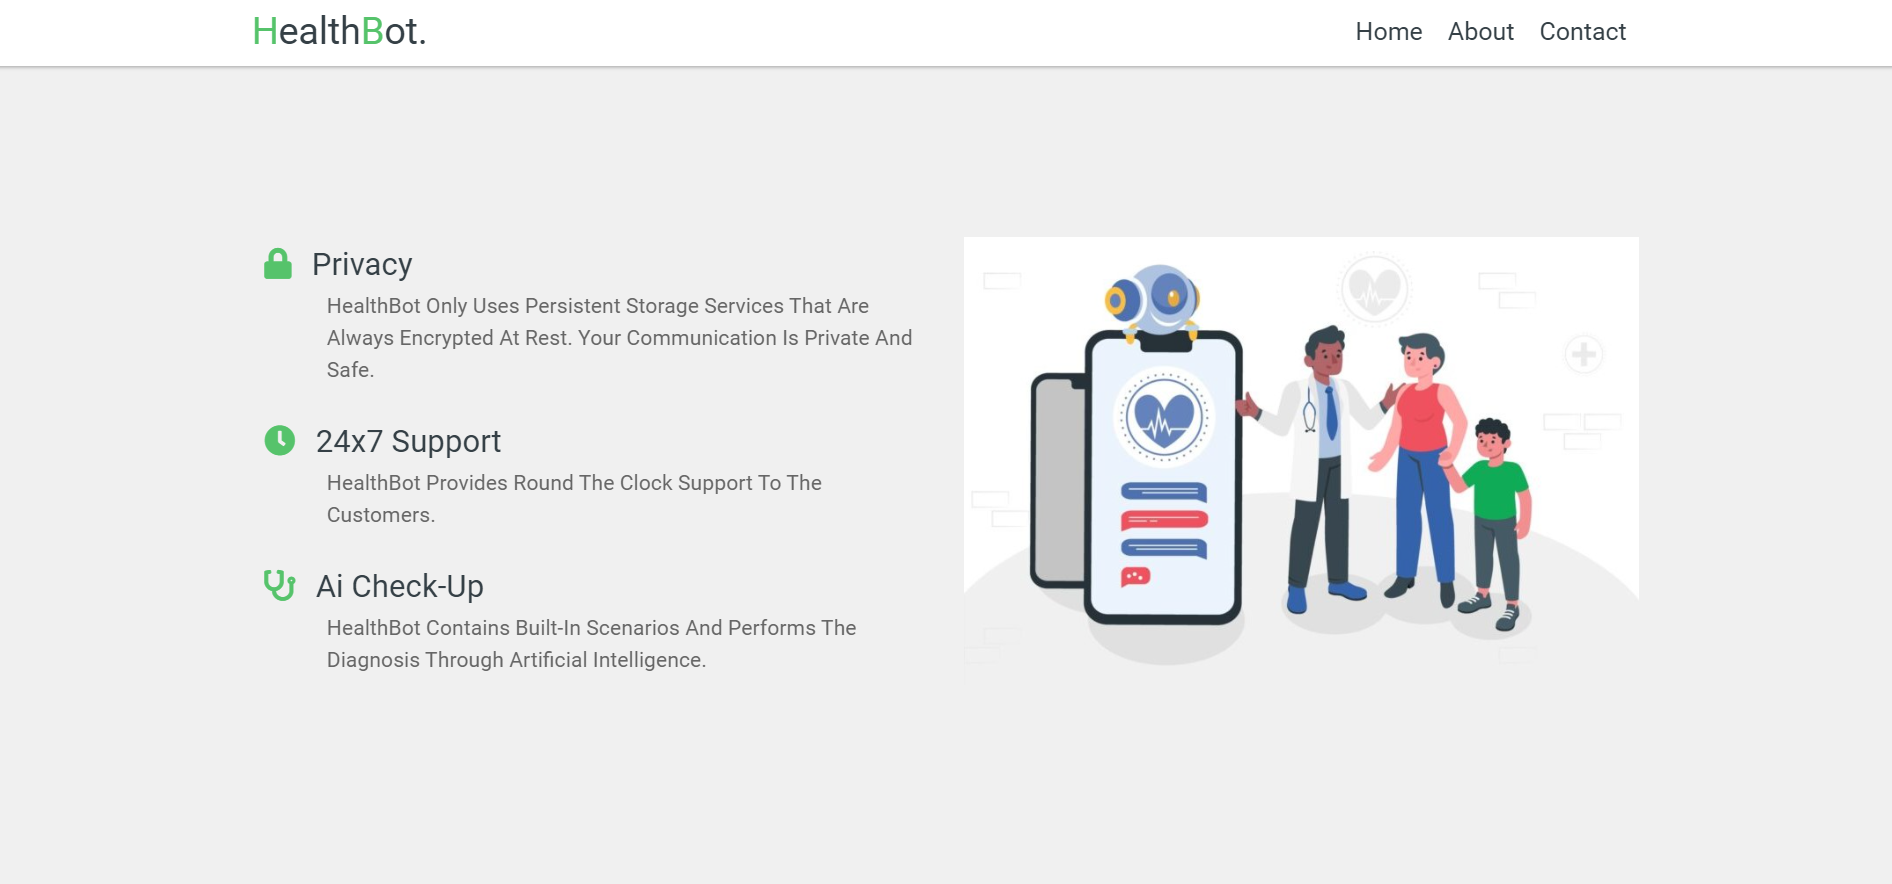 HealthBot.
Home About Contact
Privacy
HealthBot Only Uses Persistent Storage Services That Are
Always Encrypted At Rest. Your Communication Is Private And
Safe.
24x7 Support
HealthBot Provides Round The Clock Support To The
Customers.
Ai Check-Up
HealthBot Contains Built-In Scenarios And Performs The
Diagnosis Through Artificial Intelligence.